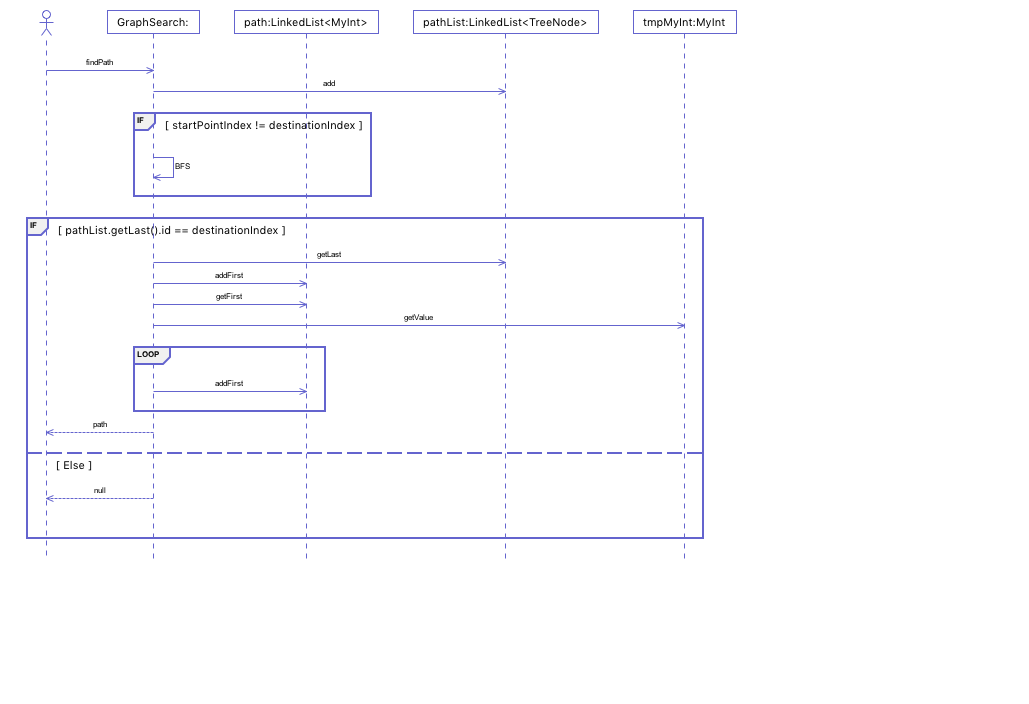 GraphSearch:
path:LinkedList<MyInt>
pathList:LinkedList<TreeNode>
tmpMyInt:MyInt
findPath
add
IF
[ startPointIndex != destinationIndex ]
BFS
IF
[ pathList.getLast().id == destinationIndex ]
getLast
addFirst
getFirst
getValue
LOOP
addFirst
path
[ Else ]
null